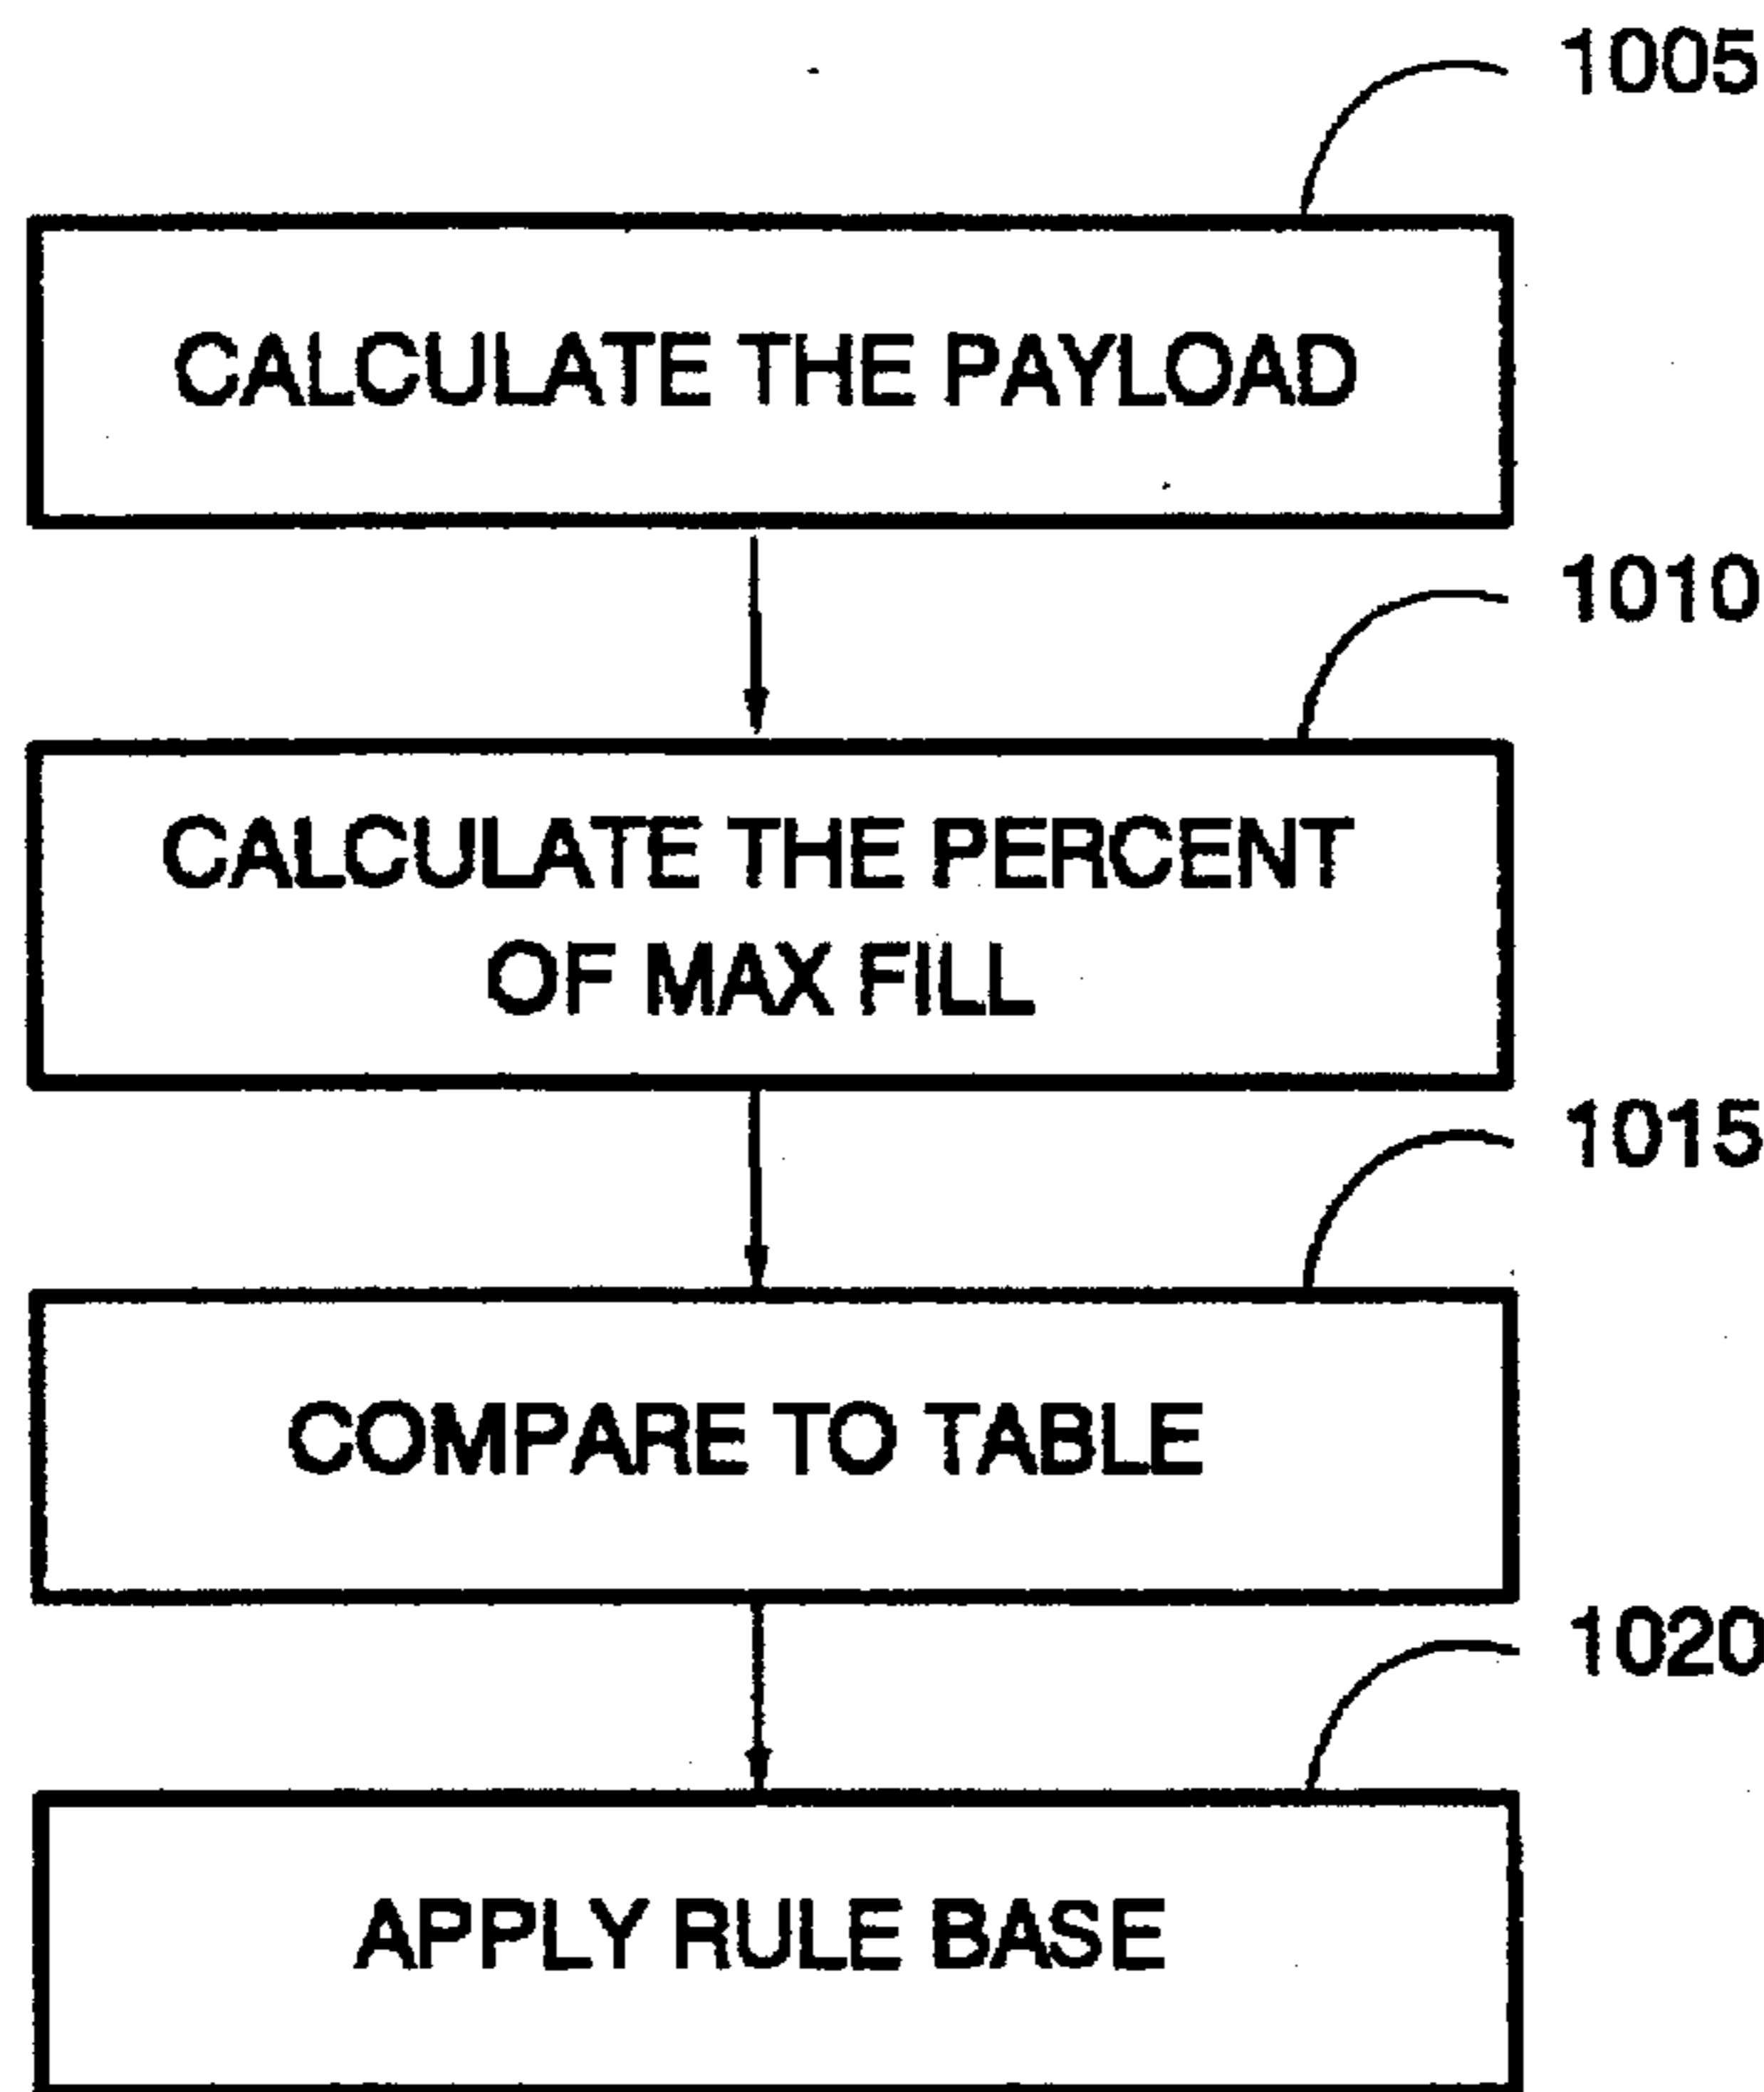 1005
CALCULATE THE PAYLOAD
1010
CALCULATE THE PERCENT
OF MAX FILL
1015
COMPARE TO TABLE
1020
APPLY RULE BASE